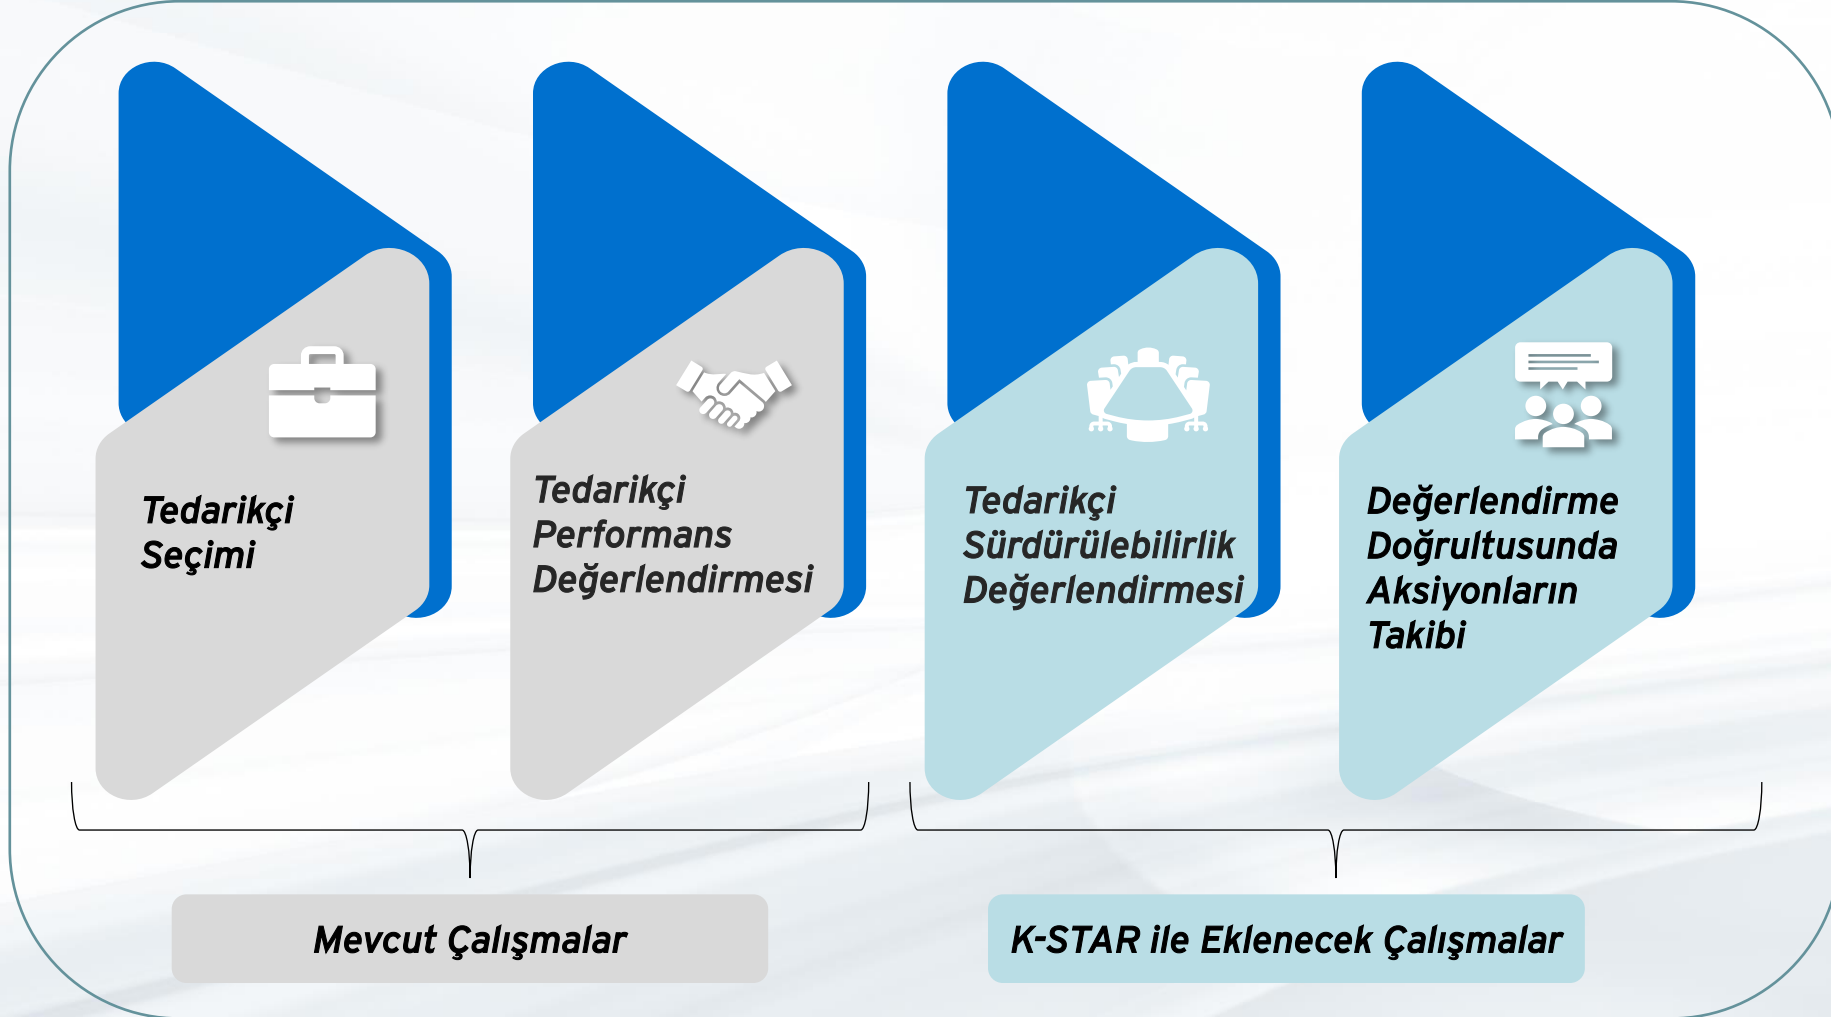 Tedarikçi
Seçimi
Tedarikçi
Performans
Değerlendirmesi
Tedarikçi
Sürdürülebilirlik
Değerlendirmesi
Değerlendirme
Doğrultusunda
Aksiyonların
Takibi
Mevcut Çalışmalar
K-STAR ile Eklenecek Çalışmalar